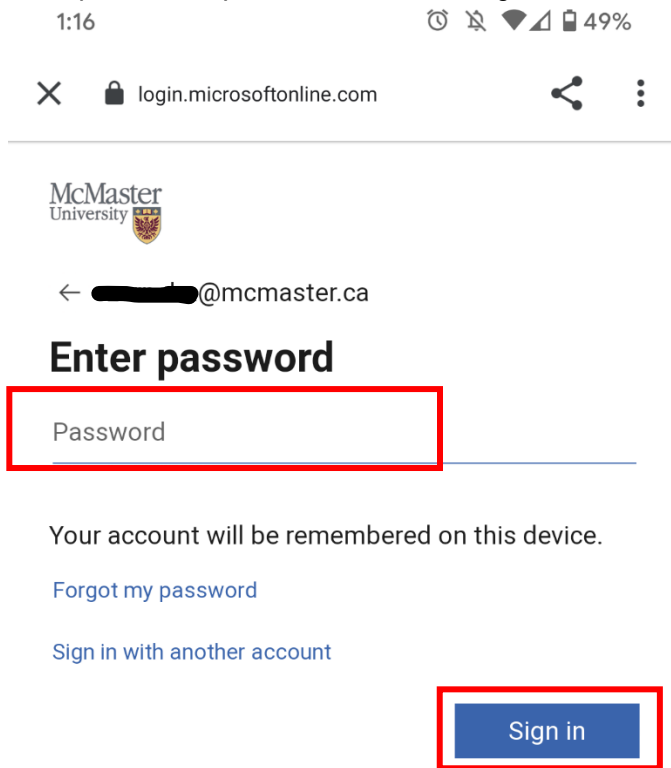 1:16 49%
login.microsoftonline.com
McMaster
University
@mcmaster.ca
Enter password
Password
Your account will be remembered on this device.
Forgot my password
Sign in with another account
Sign in